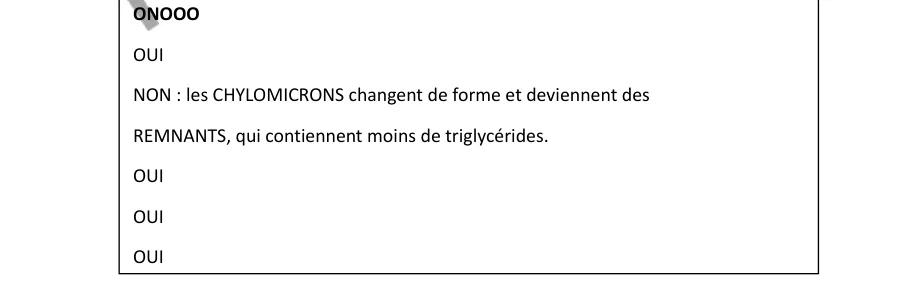 ONOOO
OUI
NON : les CHYLOMICRONS changent de forme et deviennent des
REMNANTS, qui contiennent moins de triglycérides.
OUI
OUI
OUI